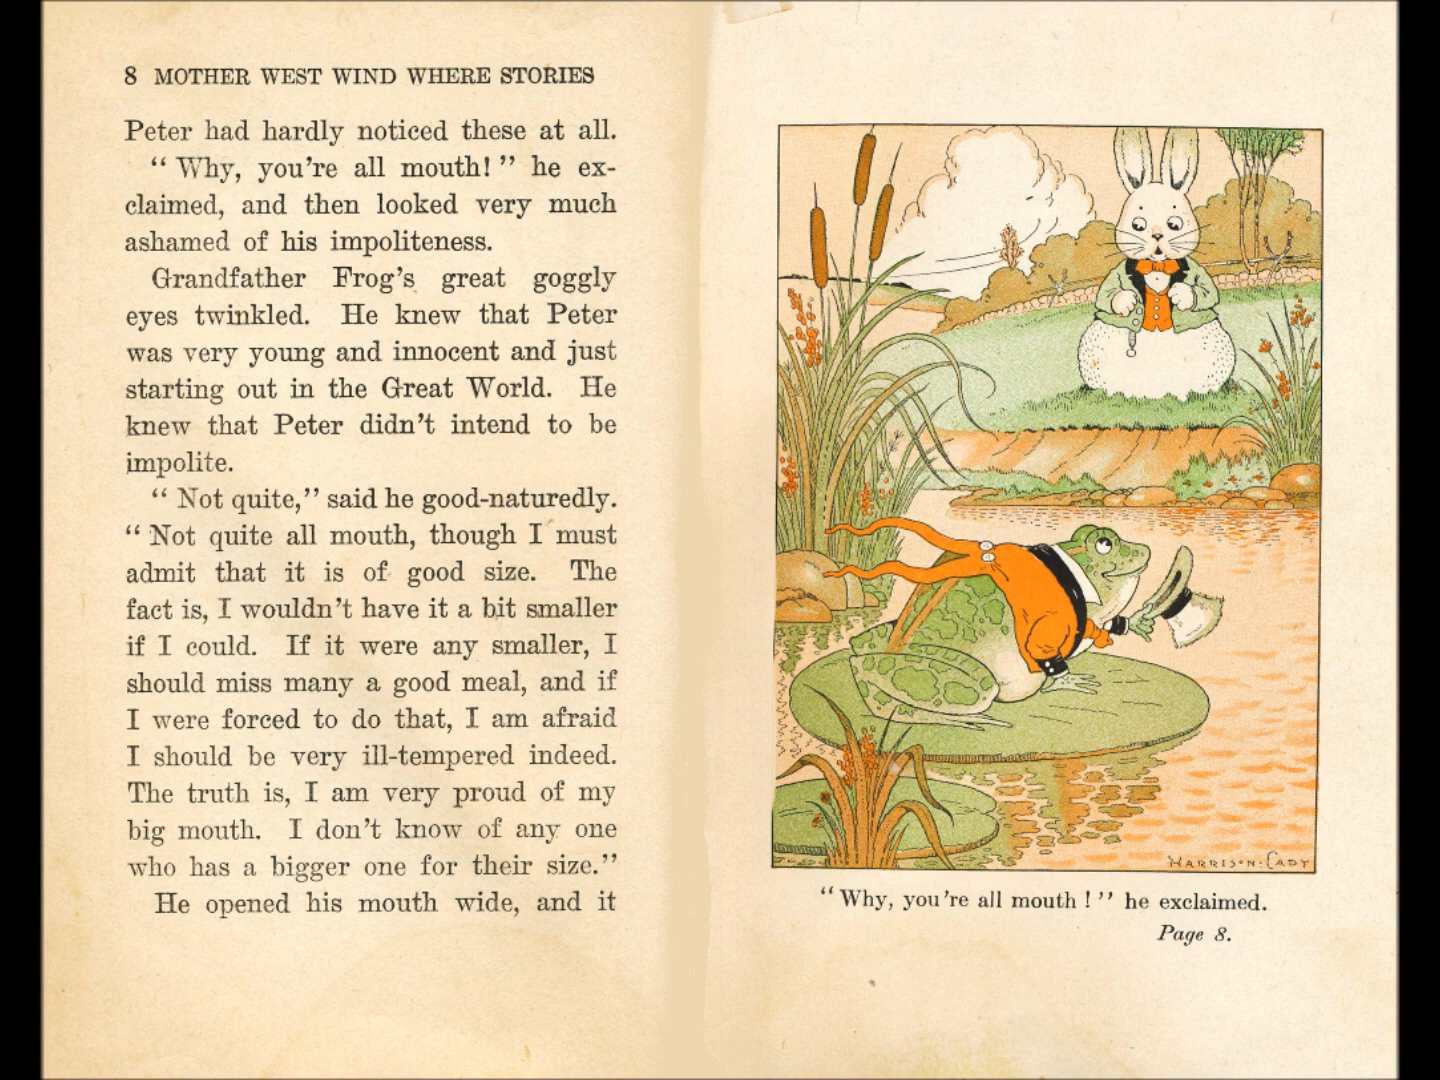 8 MOTHER WEST WIND WHERE STORIES
Peter had hardly noticed these at all.
“ Why, you’re all mouth! ” he ex-
claimed, and then looked very much
ashamed of his impoliteness.
Grandfather Frog’s great goggly
eyes twinkled. He knew that Peter
was very young and innocent and just
starting out in the Great World. He
knew that Peter didn’t intend to be
impolite.
“ Not quite,” said he good-naturedly.
“ Not quite all mouth, though I must
admit that it is of good size. The
fact is, I wouldn’t have it a bit smaller
if I could. If it were any smaller, I
should miss many a good meal, and if
I were forced to do that, I am afraid
I should be very ill-tempered indeed.
The truth is, I am very proud of my
big mouth. I don’t know of any one
who has a bigger one for their size.”
He opened his mouth wide, and it
HARRISON·CADY
“ Why, you’re all mouth ! ” he exclaimed.
Page 8.